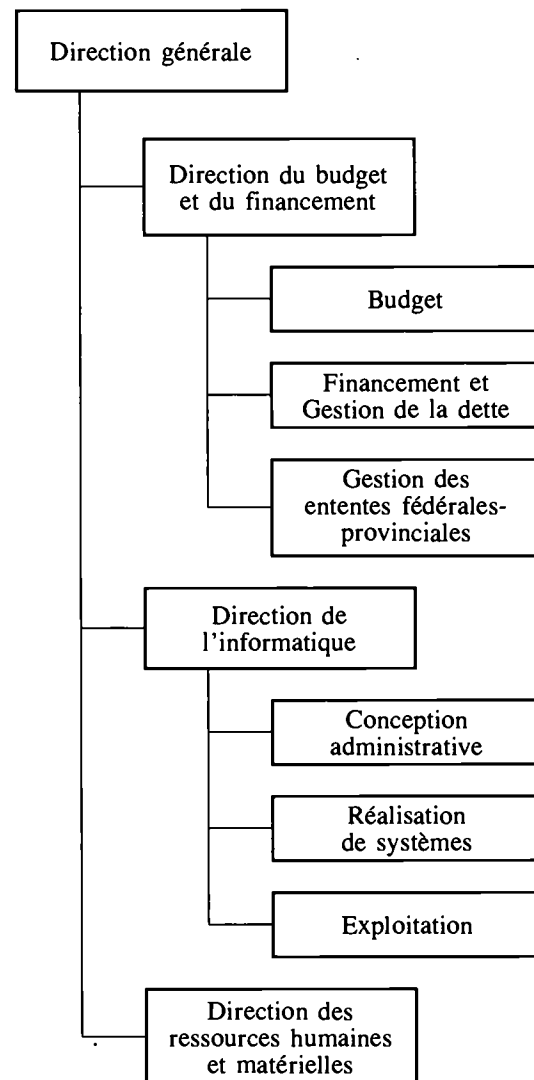 Direction générale
Direction du budget
et du financement
Budget
Financement et
Gestion de la dette
Gestion des
ententes fédérales-
provinciales
Direction de
l'informatique
Conception
administrative
Réalisation
de systèmes
Exploitation
Direction des
ressources humaines
et matérielles